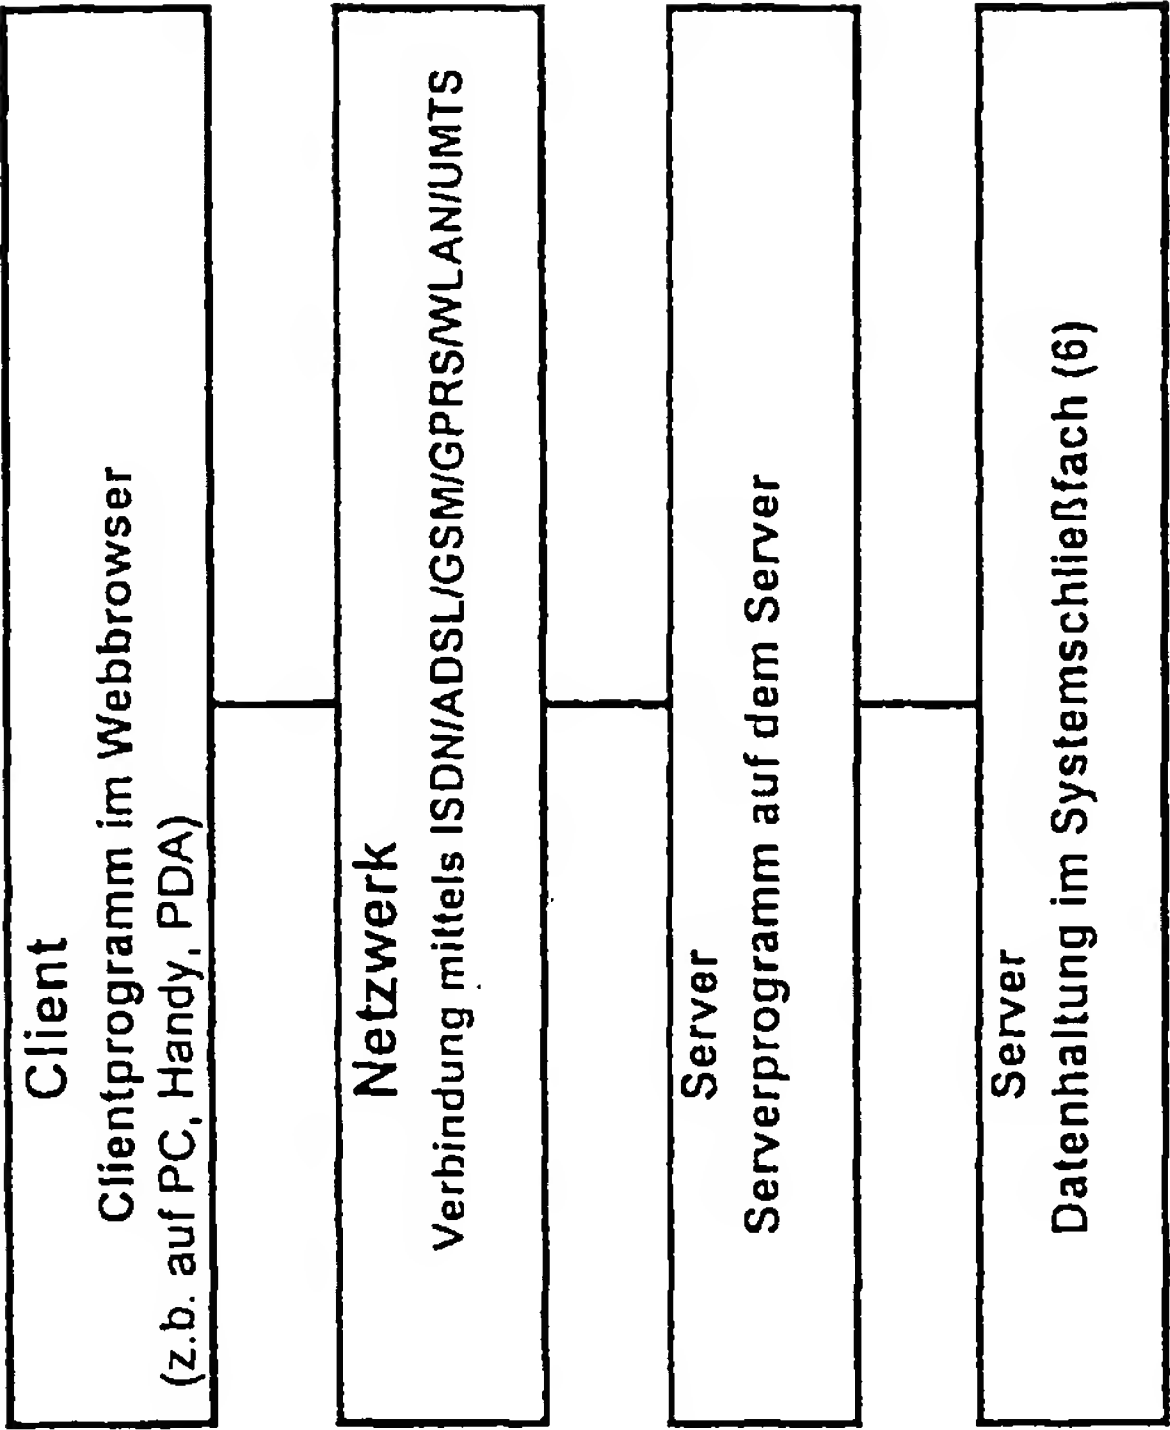 Client
Clientprogramm im Webbrowser
(z.b. auf PC, Handy, PDA)
Netzwerk
Verbindung mittels ISDN/ADSL/GSM/GPRS/WLAN/UMTS
Server
Serverprogramm auf dem Server
Server
Datenhaltung im Systemschließfach (6)